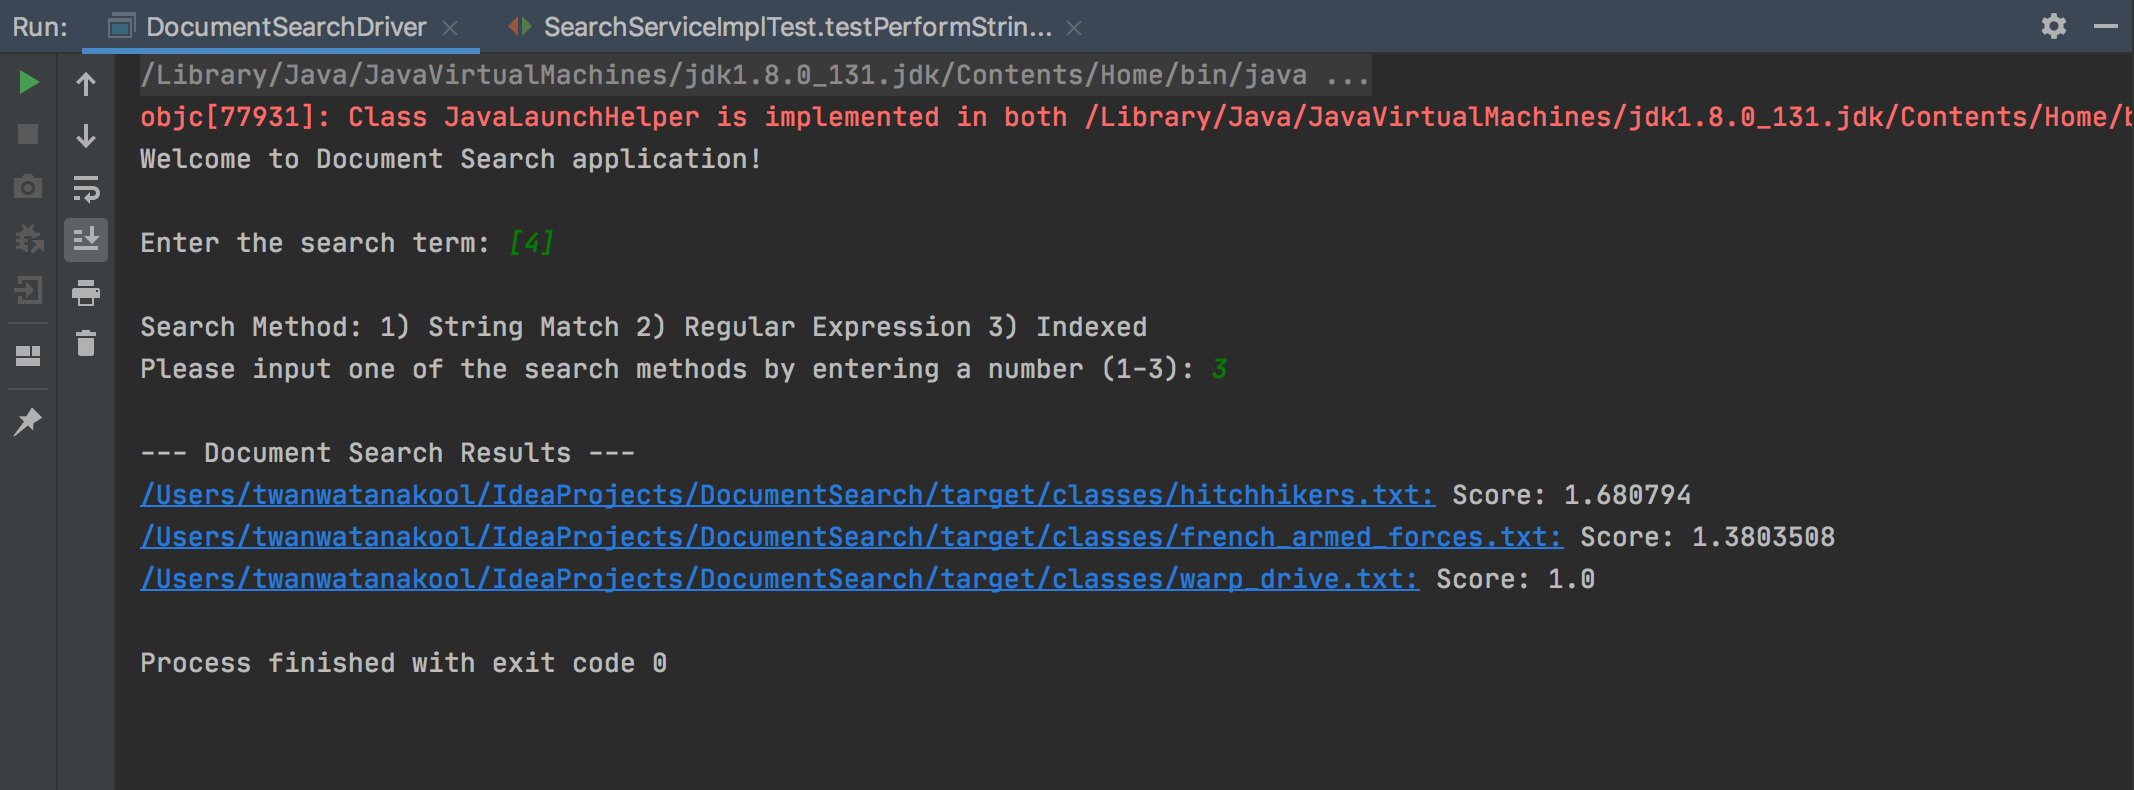 Run: DocumentSearchDriver SearchServiceImplTest.testPerformStrin...
/Library/Java/JavaVirtualMachines/jdk1.8.0_131.jdk/Contents/Home/bin/java ...
objc[77931]: Class JavaLaunchHelper is implemented in both /Library/Java/JavaVirtualMachines/jdk1.8.0_131.jdk/Contents/Home/b
Welcome to Document Search application!
Enter the search term: [4]
Search Method: 1) String Match 2) Regular Expression 3) Indexed
Please input one of the search methods by entering a number (1-3): 3
--- Document Search Results ---
/Users/twanwatanakool/IdeaProjects/DocumentSearch/target/classes/hitchhikers.txt: Score: 1.680794
/Users/twanwatanakool/IdeaProjects/DocumentSearch/target/classes/french_armed_forces.txt: Score: 1.3803508
/Users/twanwatanakool/IdeaProjects/DocumentSearch/target/classes/warp_drive.txt: Score: 1.0
Process finished with exit code 0